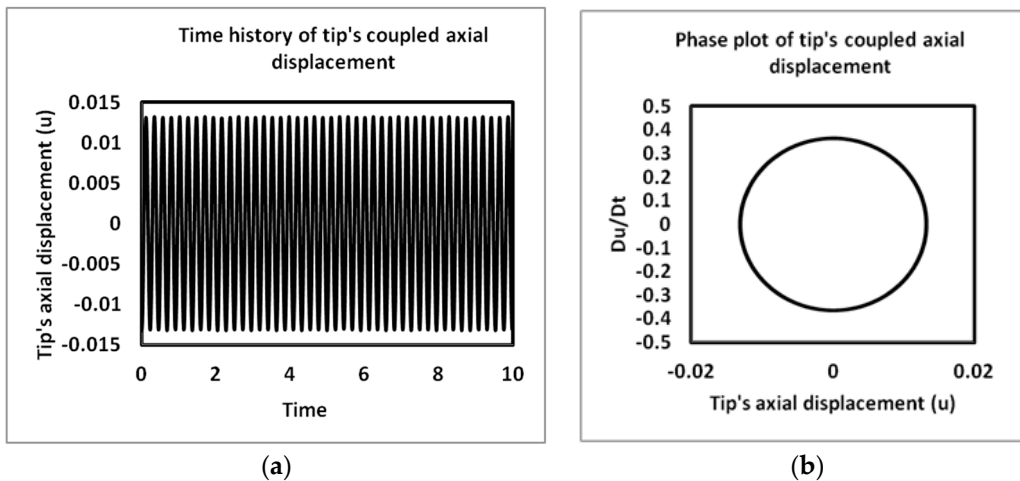 Time history of tip's coupled axial
displacement
Tip's axial displacement (u)
0.015
0.01
0.005
0
-0.005
-0.01
-0.015
0 2 4 6 8 10
Time
(a)
Phase plot of tip's coupled axial
displacement
Du/Dt
0.5
0.4
0.3
0.2
0.1
0
-0.1
-0.2
-0.3
-0.4
-0.5
-0.02 0 0.02
Tip's axial displacement (u)
(b)